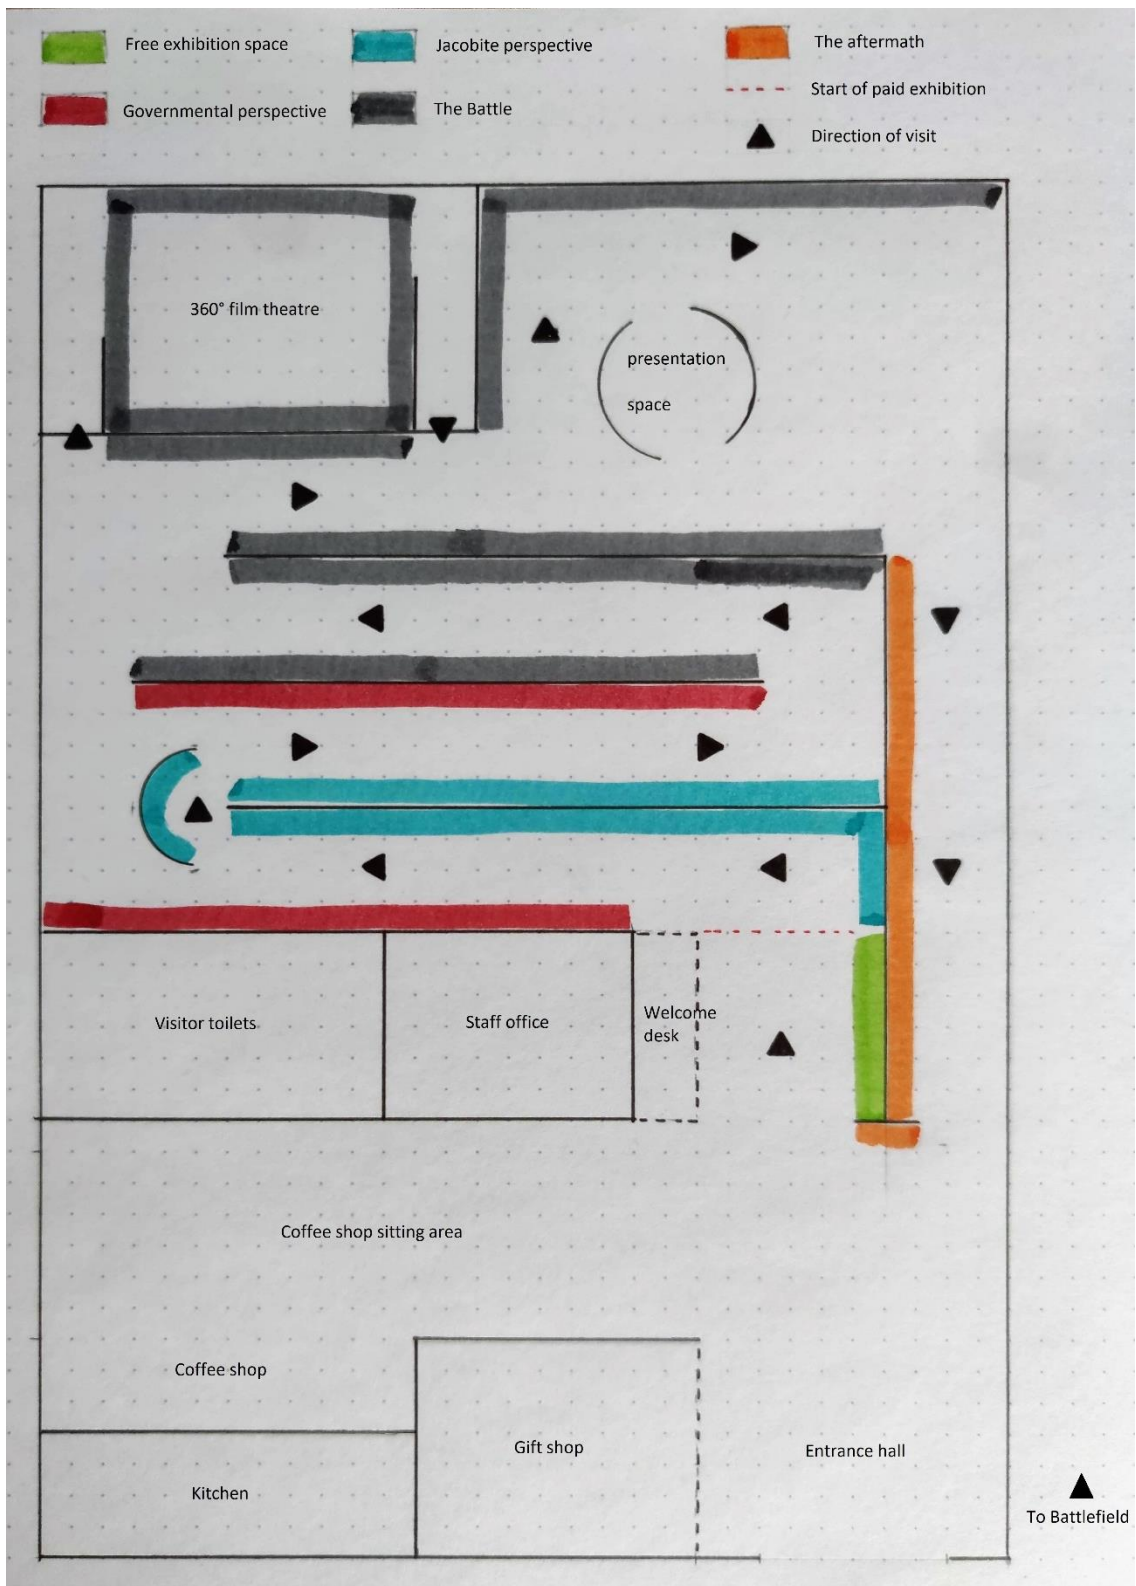 Free exhibition space
Jacobite perspective
The aftermath
Start of paid exhibition
Governmental perspective
The Battle
Direction of visit
360° film theatre
presentation
space
Visitor toilets
Staff office
Welcome
desk
Coffee shop sitting area
Coffee shop
Gift shop
Entrance hall
Kitchen
To Battlefield